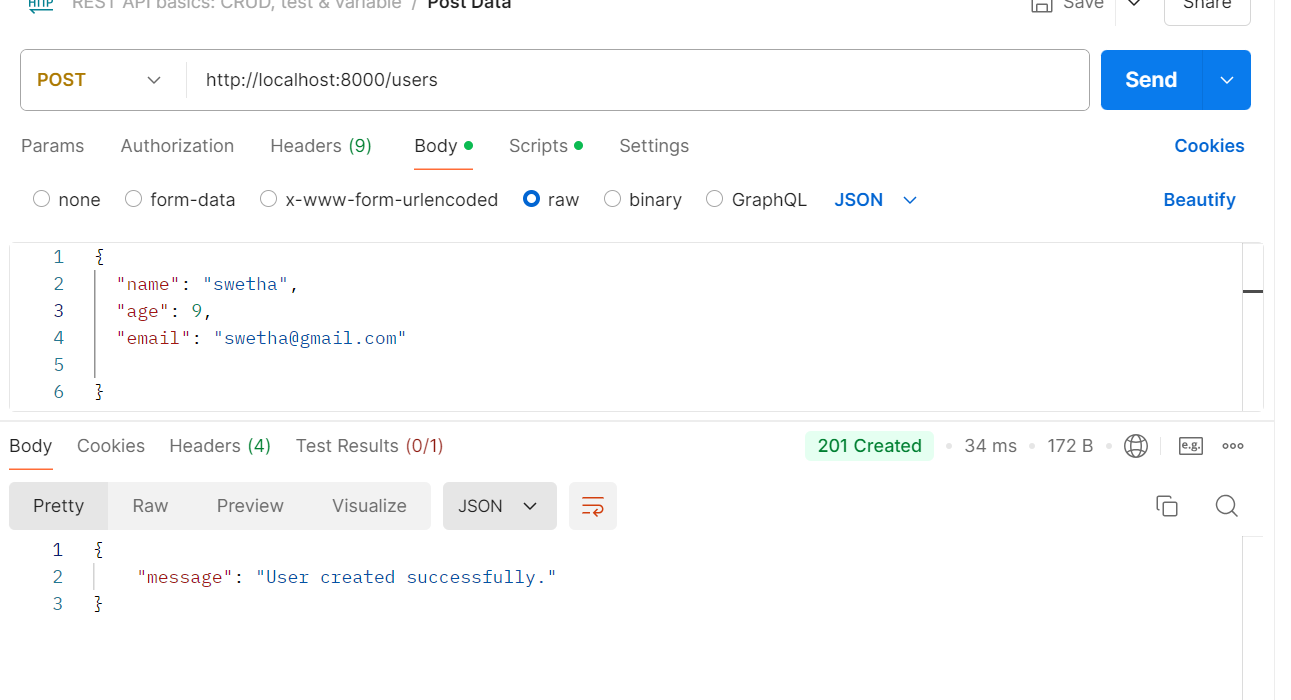 HTTP REST API basics: CRUD, test & variable / Post Data Save Share
POST http://localhost:8000/users Send
Params Authorization Headers (9) Body Scripts Settings Cookies
none form-data x-www-form-urlencoded raw binary GraphQL JSON Beautify
1 {
2 "name": "swetha",
3 "age": 9,
4 "email": "swetha@gmail.com"
5
6 }
Body Cookies Headers (4) Test Results (0/1) 201 Created 34 ms 172 B e.g.
Pretty Raw Preview Visualize JSON
1 {
2 "message": "User created successfully."
3 }